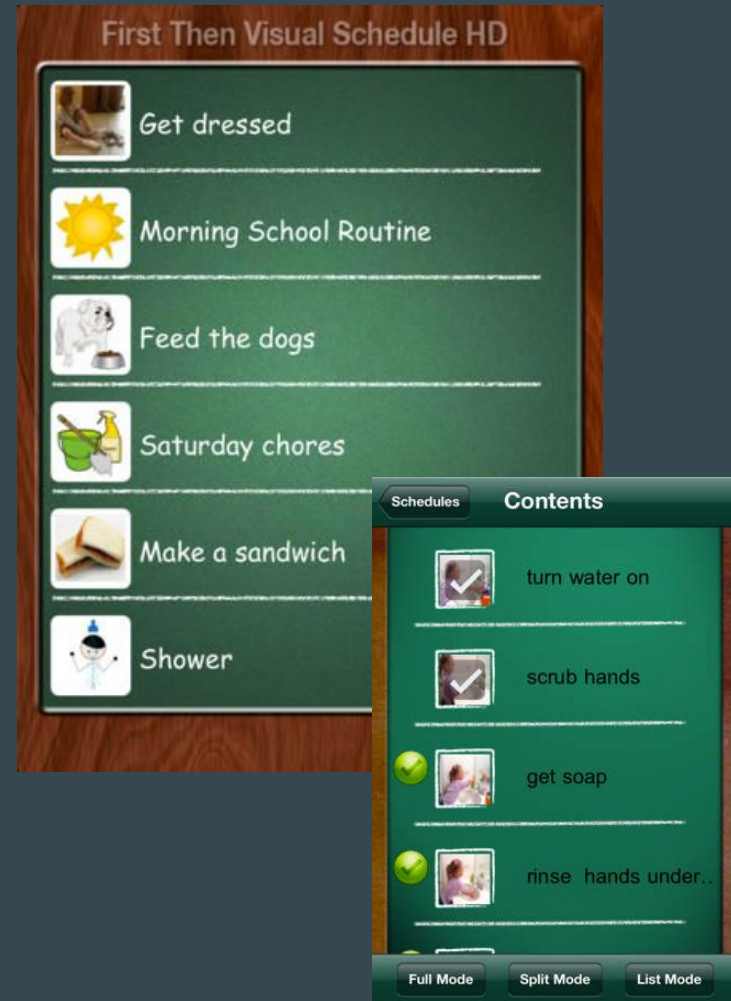 First Then Visual Schedule HD
Get dressed
Morning School Routine
Feed the dogs
Saturday chores
Make a sandwich
Shower
Schedules
Contents
turn water on
scrub hands
get soap
rinse hands under..
Full Mode
Split Mode
List Mode